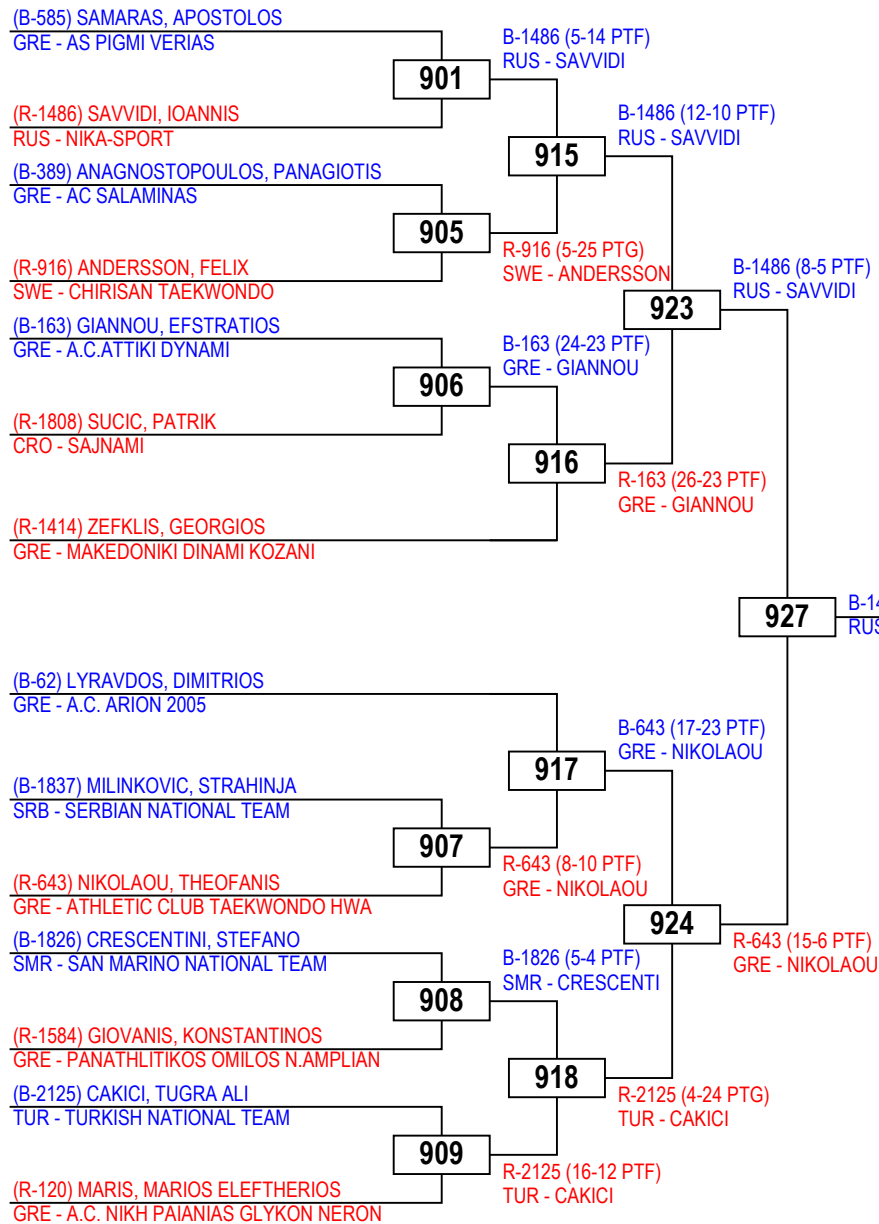 (B-585) SAMARAS, APOSTOLOS
GRE - AS PIGMI VERIAS
901
(R-1486) SAVVIDI, IOANNIS
RUS - NIKA-SPORT
B-1486 (5-14 PTF)
RUS - SAVVIDI
915
B-1486 (12-10 PTF)
RUS - SAVVIDI
(B-389) ANAGNOSTOPOULOS, PANAGIOTIS
GRE - AC SALAMINAS
905
(R-916) ANDERSSON, FELIX
SWE - CHIRISAN TAEKWONDO
R-916 (5-25 PTG)
SWE - ANDERSSON
923
B-1486 (8-5 PTF)
RUS - SAVVIDI
(B-163) GIANNOU, EFSTRATIOS
GRE - A.C.ATTIKI DYNAMI
906
(R-1808) SUCIC, PATRIK
CRO - SAJNAMI
B-163 (24-23 PTF)
GRE - GIANNOU
916
R-163 (26-23 PTF)
GRE - GIANNOU
(R-1414) ZEFKLIS, GEORGIOS
GRE - MAKEDONIKI DINAMI KOZANI
927
B-14
RUS
(B-62) LYRAVDOS, DIMITRIOS
GRE - A.C. ARION 2005
917
B-643 (17-23 PTF)
GRE - NIKOLAOU
(B-1837) MILINKOVIC, STRAHINJA
SRB - SERBIAN NATIONAL TEAM
907
(R-643) NIKOLAOU, THEOFANIS
GRE - ATHLETIC CLUB TAEKWONDO HWA
R-643 (8-10 PTF)
GRE - NIKOLAOU
924
R-643 (15-6 PTF)
GRE - NIKOLAOU
(B-1826) CRESCENTINI, STEFANO
SMR - SAN MARINO NATIONAL TEAM
908
(R-1584) GIOVANIS, KONSTANTINOS
GRE - PANATHLITIKOS OMILOS N.AMPLIAN
B-1826 (5-4 PTF)
SMR - CRESCENTI
918
R-2125 (4-24 PTG)
TUR - CAKICI
(B-2125) CAKICI, TUGRA ALI
TUR - TURKISH NATIONAL TEAM
909
(R-120) MARIS, MARIOS ELEFTHERIOS
GRE - A.C. NIKH PAIANIAS GLYKON NERON
R-2125 (16-12 PTF)
TUR - CAKICI